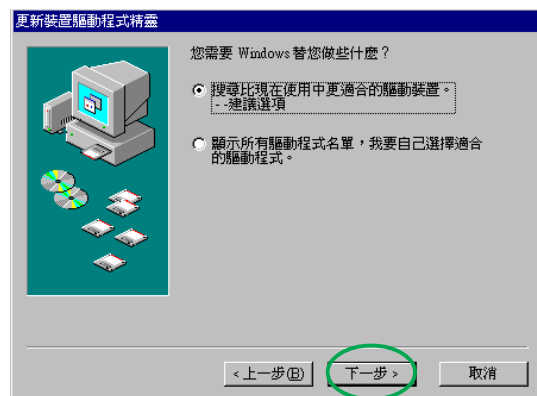 更新裝置驅動程式精靈
您需要 Windows 替您做些什麼？
搜尋比現在使用中更適合的驅動裝置。
--建議選項
顯示所有驅動程式名單，我要自己選擇適合
的驅動程式。
<上一步(B)
下一步>
取消